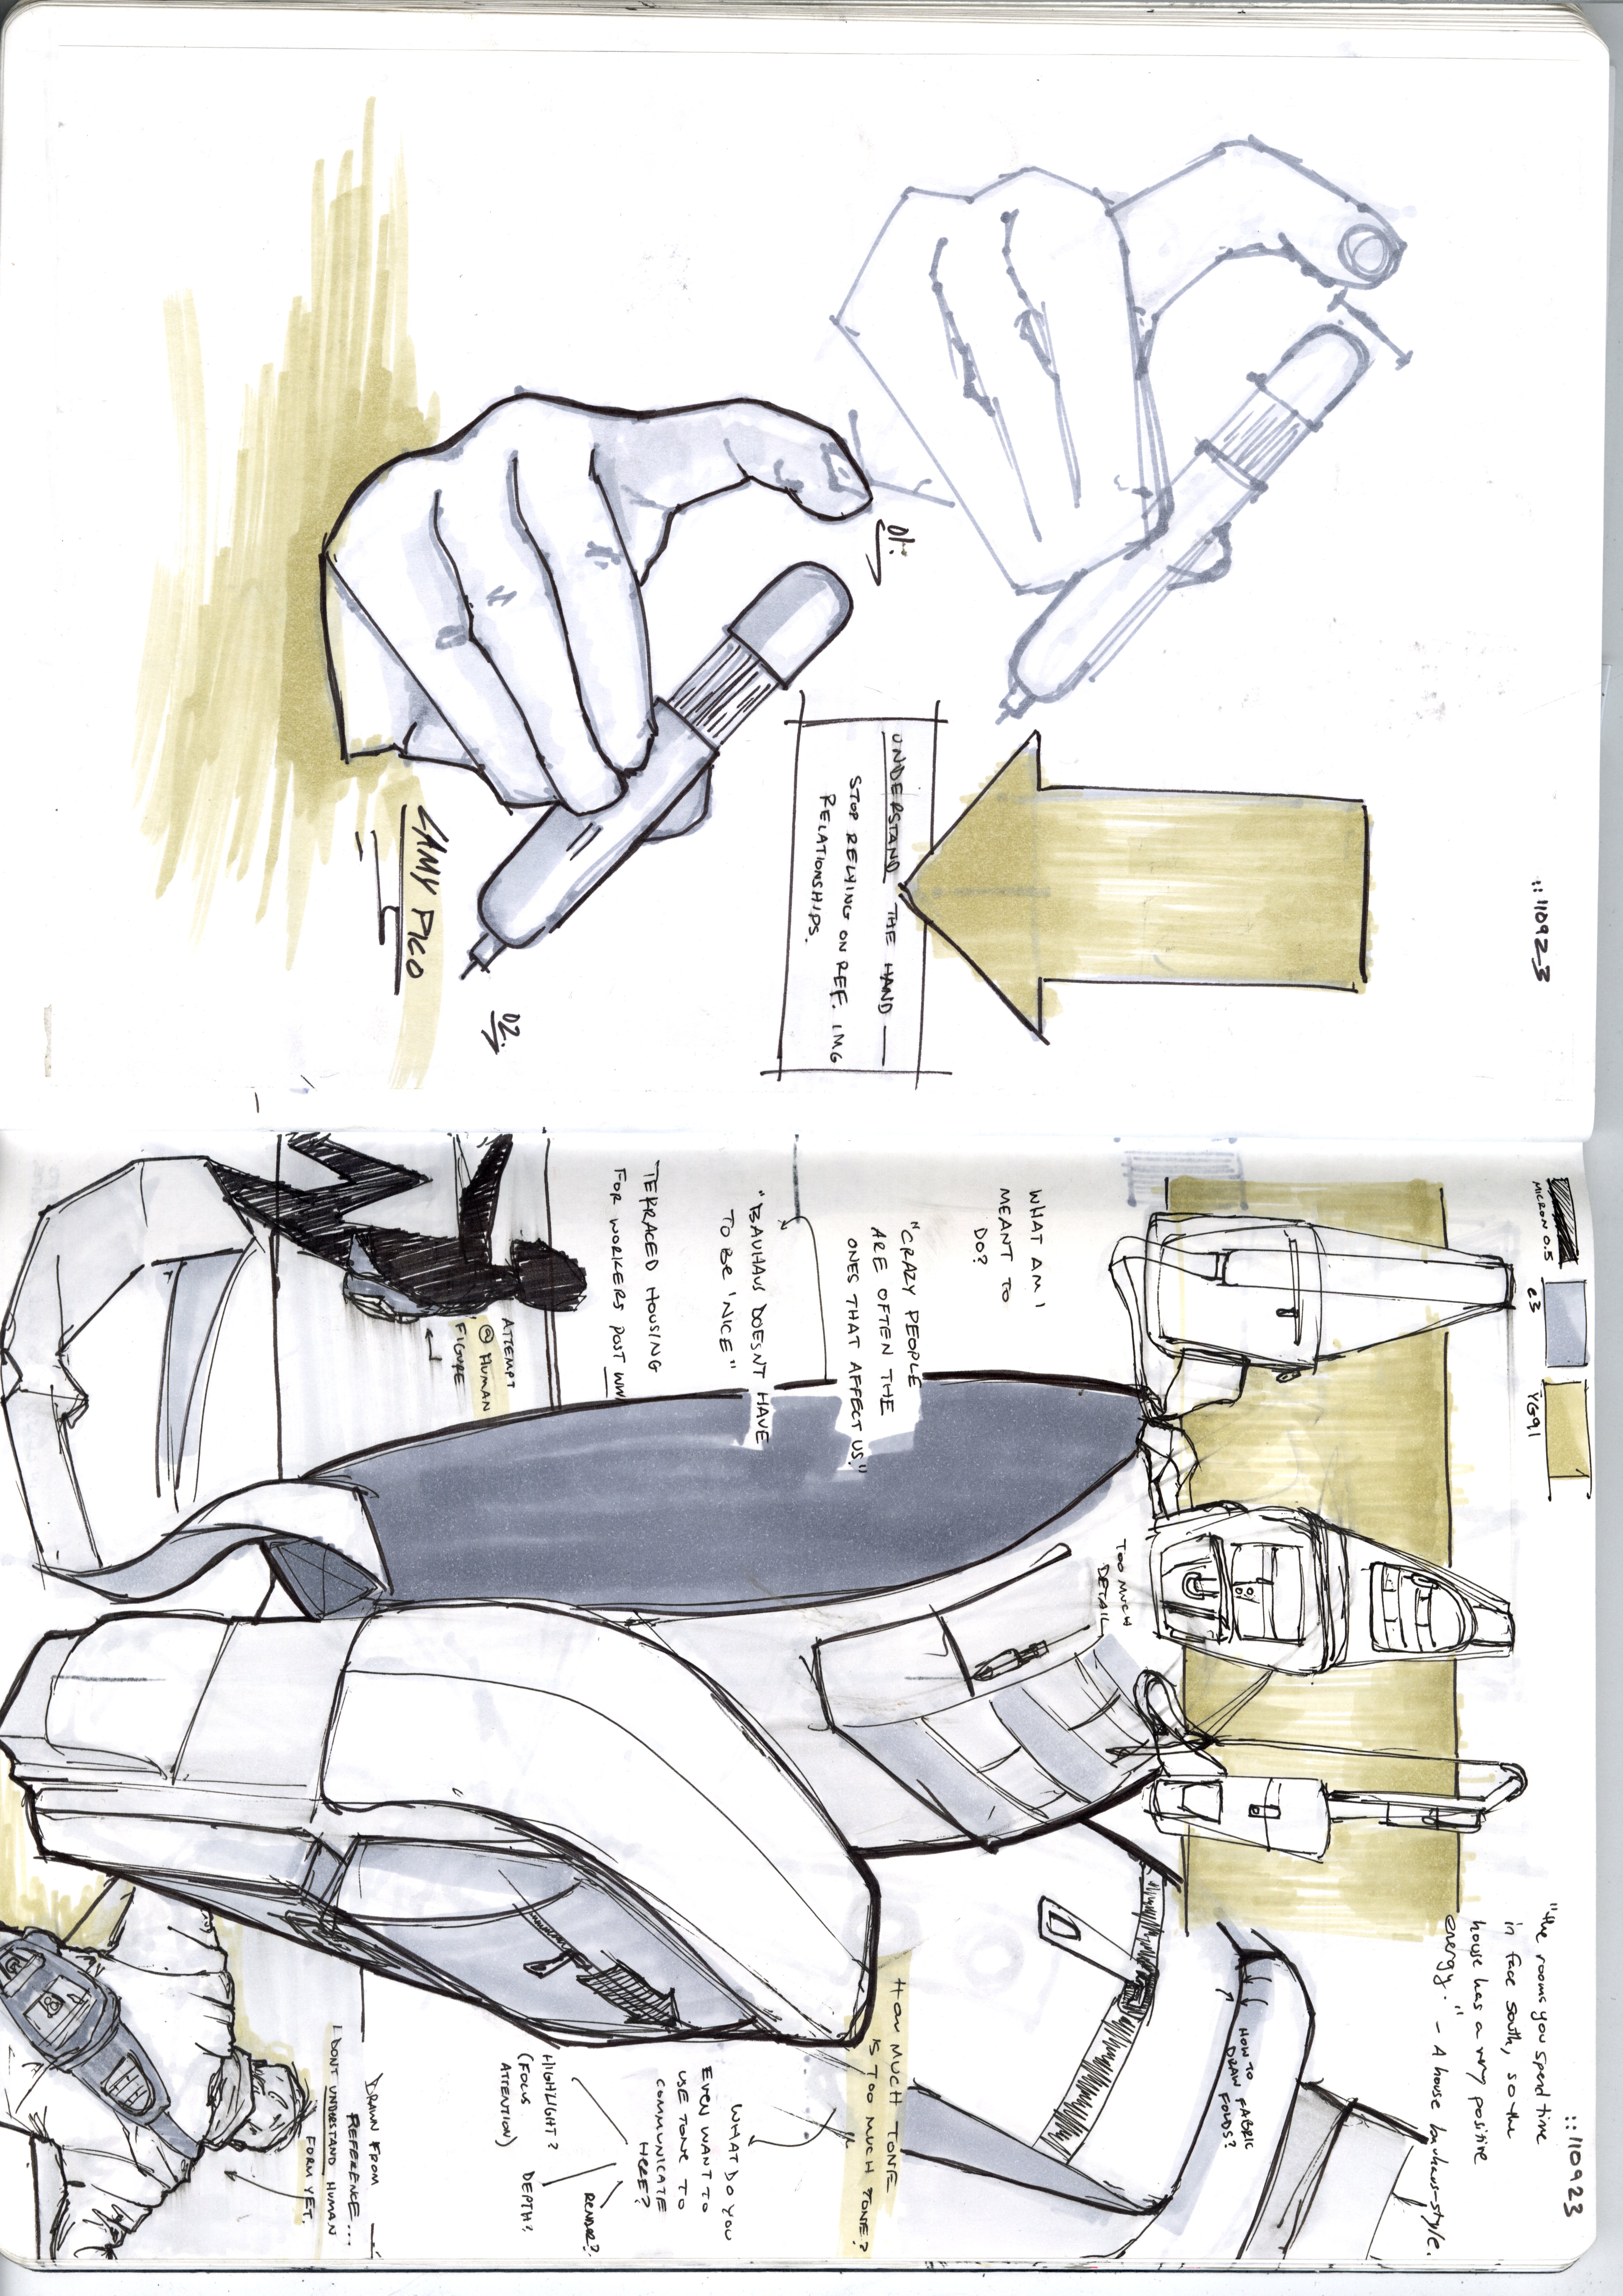 ::110923
01:
UNDERSTAND THE HAND —
STOP RELYING ON REF. IMG
RELATIONSHIPS.
02.
LAMY PICO
MICRON 0.5
e3
YG91
::110923
"the rooms you spend time
in face south, so the
house has a very positive
energy."
- A house bauhaus-style.
HOW TO
DRAW FABRIC
FOLDS?
TOO MUCH
DETAIL
WHAT AM I
MEANT TO
DO?
"CRAZY PEOPLE
ARE OFTEN THE
ONES THAT AFFECT US."
"BAUHAUS DOESNT HAVE
TO BE 'NICE"
TERRACED HOUSING
FOR WORKERS POST WW
HOW MUCH TONE
IS TOO MUCH TONE?
WHAT DO YOU
EVEN WANT TO
USE TONE TO
COMMUNICATE
HERE?
RENDER?
HIGHLIGHT?
(FOCUS
ATTENTION)
DEPTH?
ATTEMPT
@ HUMAN
FIGURE
DRAWN FROM
REFERENCE...
I DONT UNDERSTAND HUMAN
FORM YET.